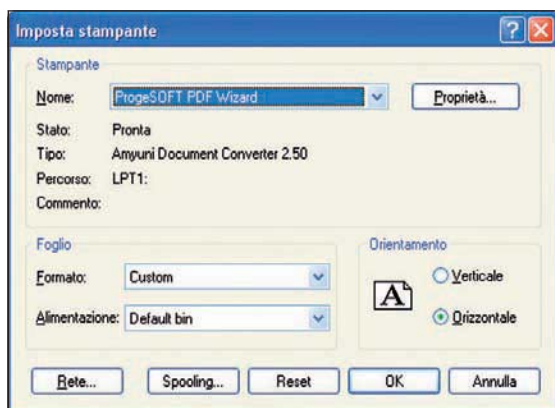 Imposta stampante
Stampante
Nome: ProgeSOFT PDF Wizard Proprietà...
Stato: Pronta
Tipo: Amyuni Document Converter 2.50
Percorso: LPT1:
Commento:
Foglio
Formato: Custom
Alimentazione: Default bin
Orientamento
A
Verticale
Orizzontale
Rete... Spooling... Reset OK Annulla